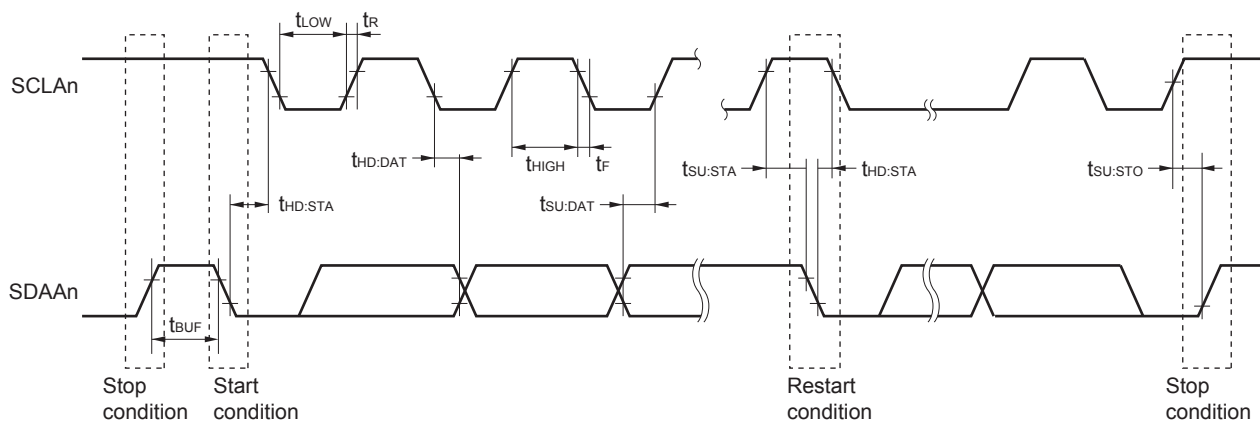 tLOW
tR
SCLAn
tHD:DAT
tHIGH
tF
tSU:STA
tHD:STA
tSU:STO
tHD:STA
tSU:DAT
SDAAn
tBUF
Stop
condition
Start
condition
Restart
condition
Stop
condition